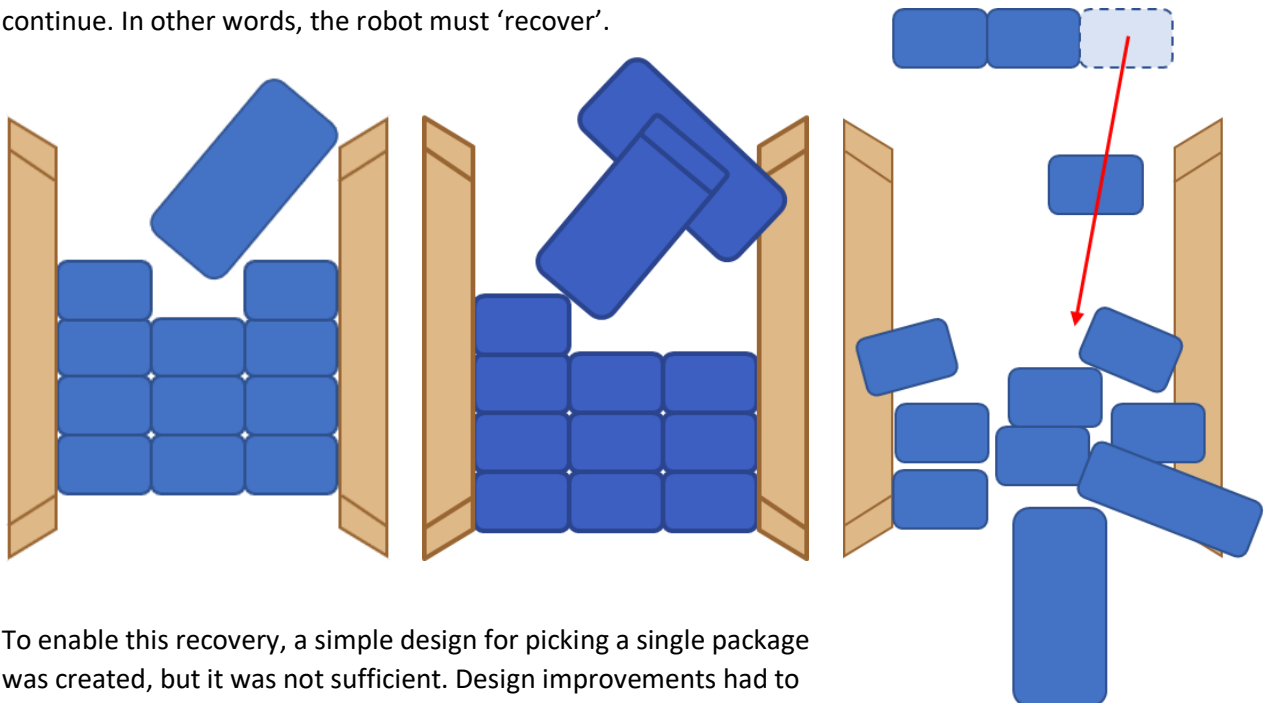 continue. In other words, the robot must ‘recover’.
To enable this recovery, a simple design for picking a single package
was created, but it was not sufficient. Design improvements had to